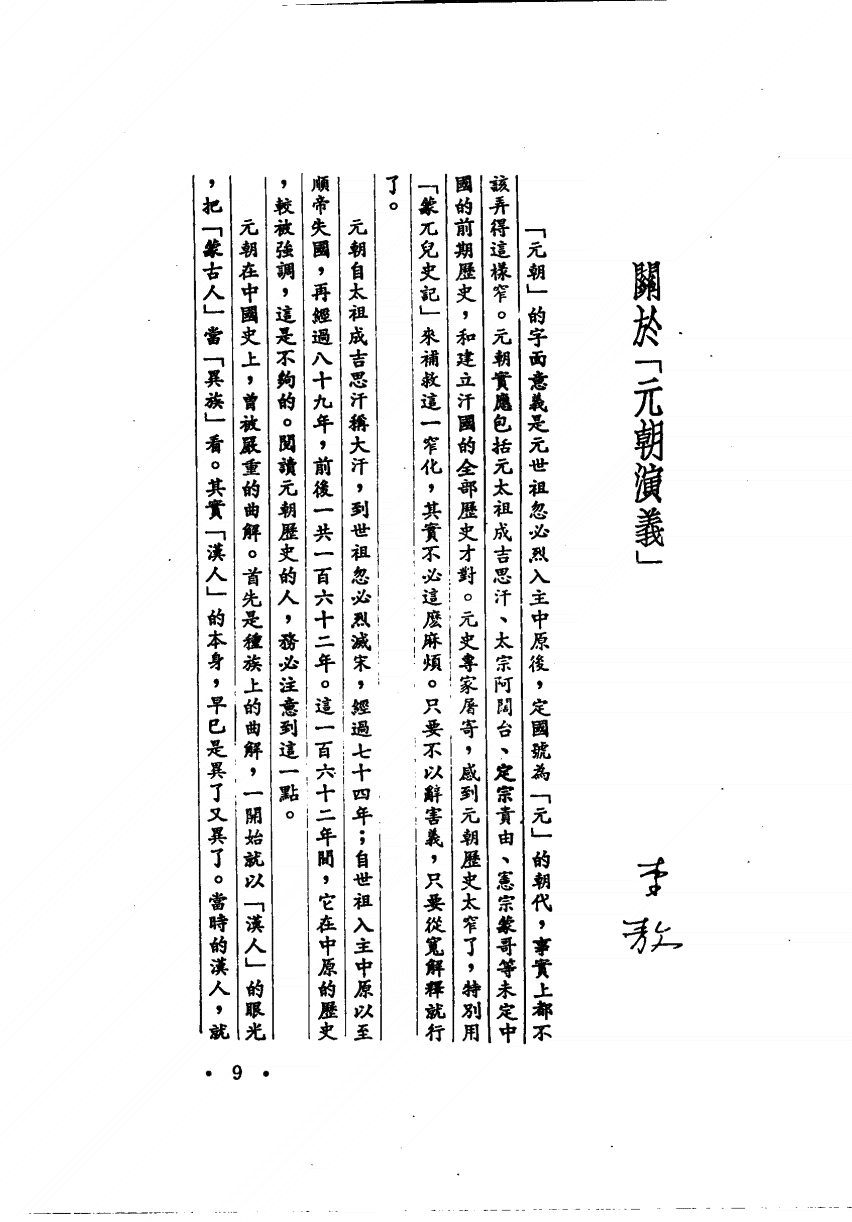 關於「元朝演義」
李敖
「元朝」的字面意義是元世祖忽必烈入主中原後，定國號為「元」的朝代，事實上都不
該弄得這樣窄。元朝實應包括元太祖成吉思汗、太宗阿闊台、定宗貴由、憲宗蒙哥等未定中
國的前期歷史，和建立汗國的全部歷史才對。元史專家屠寄，感到元朝歷史太窄了，特別用
「蒙兀兒史記」來補救這一窄化，其實不必這麼麻煩。只要不以辭害義，只要從寬解釋就行
了。
元朝自太祖成吉思汗稱大汗，到世祖忽必烈滅宋，經過七十四年；自世祖入主中原以至
順帝失國，再經過八十九年，前後一共一百六十二年。這一百六十二年間，它在中原的歷史
，較被強調，這是不夠的。閱讀元朝歷史的人，務必注意到這一點。
元朝在中國史上，曾被嚴重的曲解。首先是種族上的曲解，一開始就以「漢人」的眼光
，把「蒙古人」當「異族」看。其實「漢人」的本身，早已是異了又異了。當時的漢人，就
• 9 •